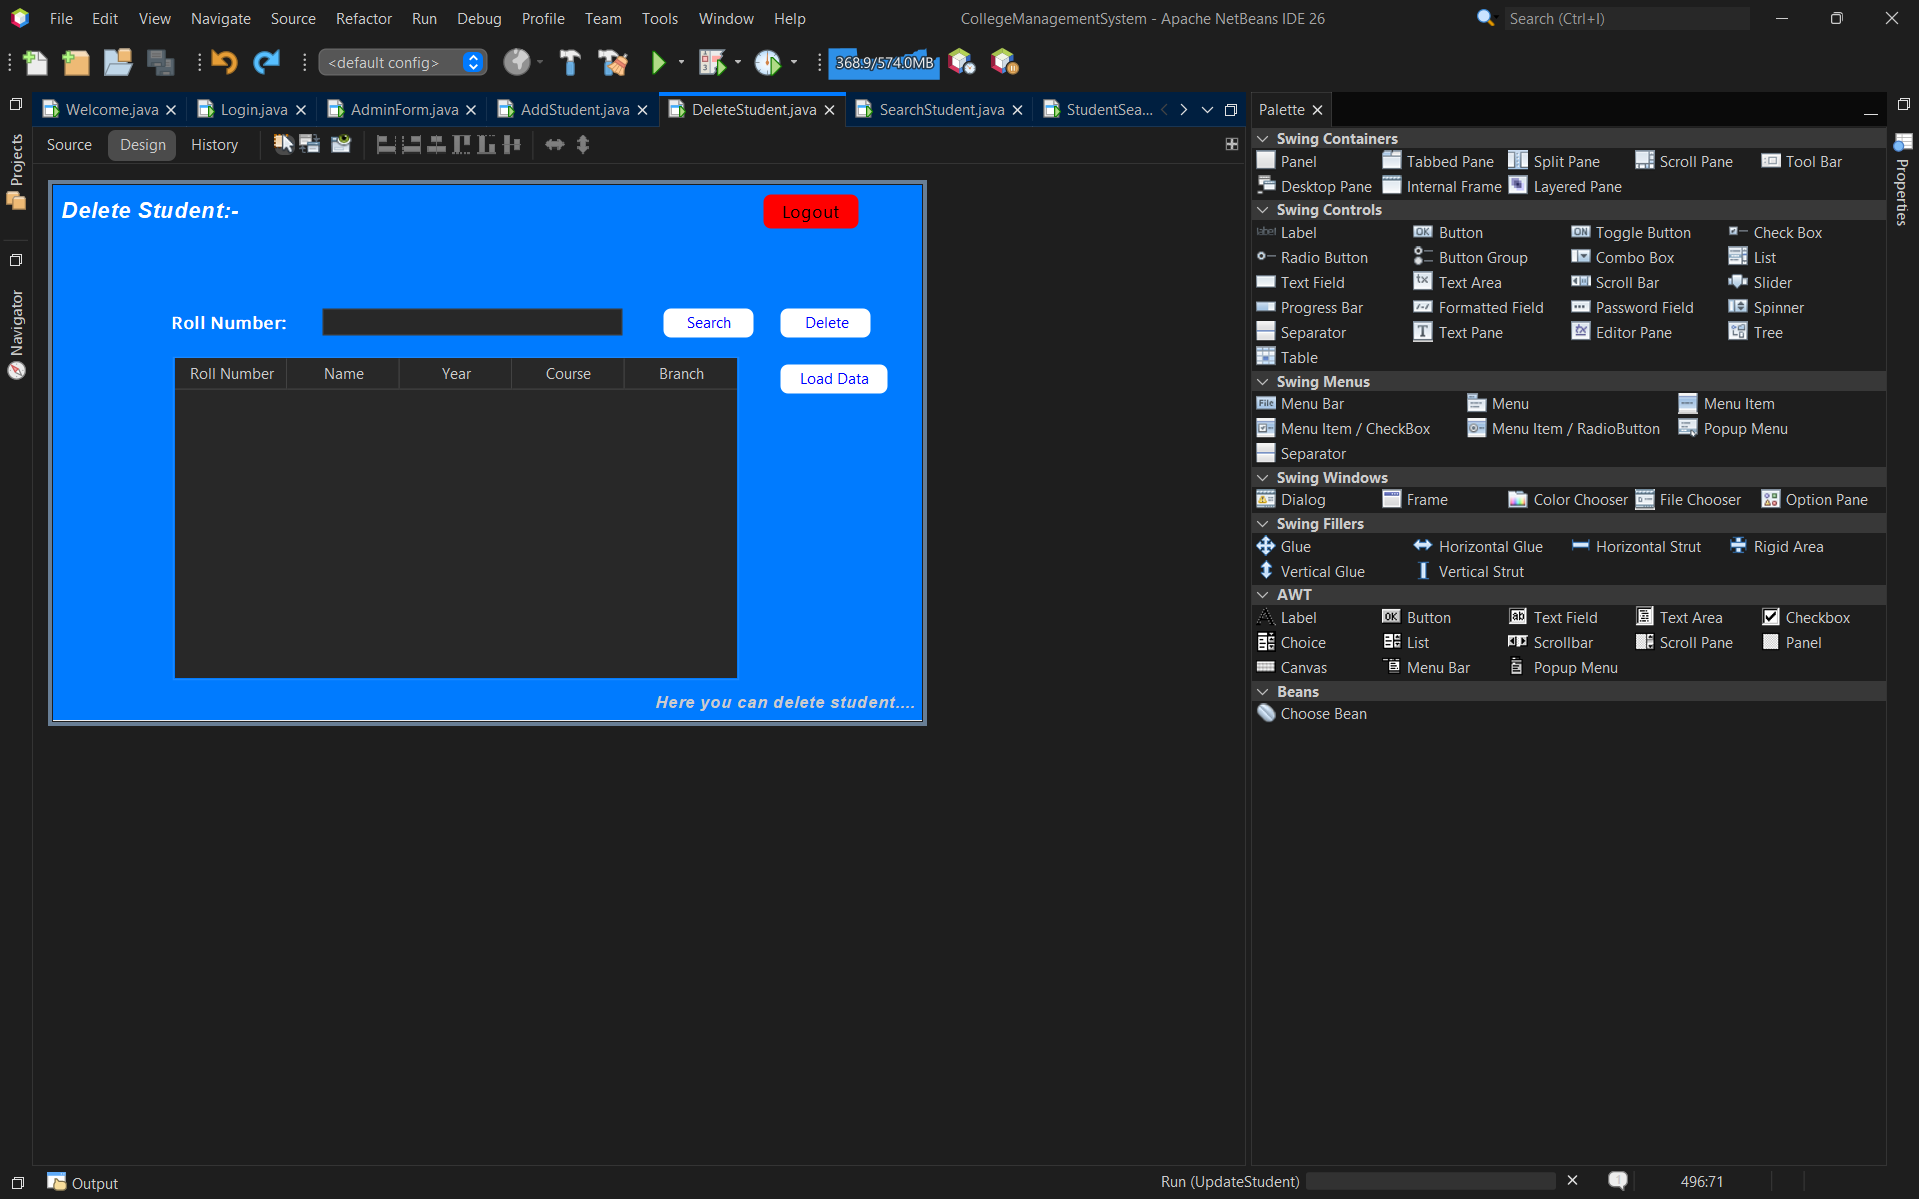 File Edit View Navigate Source Refactor Run Debug Profile Team Tools Window Help CollegeManagementSystem - Apache NetBeans IDE 26 Search (Ctrl+I)
<default config> 368.9/574.0MB
Welcome.java Login.java AdminForm.java AddStudent.java DeleteStudent.java SearchStudent.java StudentSea... Palette
Source Design History
Projects
Navigator
Properties
Delete Student:- Logout
Roll Number: Search Delete
Roll Number Name Year Course Branch Load Data
Here you can delete student....
Swing Containers
Panel Tabbed Pane Split Pane Scroll Pane Tool Bar
Desktop Pane Internal Frame Layered Pane
Swing Controls
label Label OK Button ON Toggle Button Check Box
Radio Button Button Group Combo Box List
Text Field tx Text Area Scroll Bar Slider
Progress Bar Formatted Field Password Field Spinner
Separator T Text Pane Editor Pane Tree
Table
Swing Menus
File Menu Bar Menu Menu Item
Menu Item / CheckBox Menu Item / RadioButton Popup Menu
Separator
Swing Windows
Dialog Frame Color Chooser File Chooser Option Pane
Swing Fillers
Glue Horizontal Glue Horizontal Strut Rigid Area
Vertical Glue Vertical Strut
AWT
A Label OK Button ab Text Field Text Area Checkbox
Choice List Scrollbar Scroll Pane Panel
Canvas Menu Bar Popup Menu
Beans
Choose Bean
Output Run (UpdateStudent) 496:71